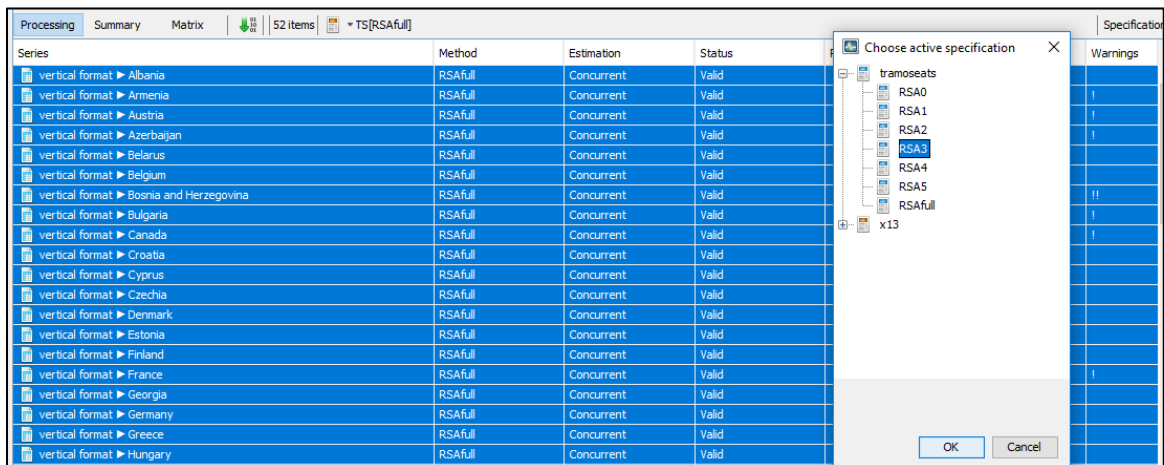 Processing Summary Matrix 52 items TS[RSAfull] Specification
Series Method Estimation Status Warnings
vertical format ► Albania RSAfull Concurrent Valid
vertical format ► Armenia RSAfull Concurrent Valid !
vertical format ► Austria RSAfull Concurrent Valid !
vertical format ► Azerbaijan RSAfull Concurrent Valid !
vertical format ► Belarus RSAfull Concurrent Valid
vertical format ► Belgium RSAfull Concurrent Valid
vertical format ► Bosnia and Herzegovina RSAfull Concurrent Valid !!
vertical format ► Bulgaria RSAfull Concurrent Valid !
vertical format ► Canada RSAfull Concurrent Valid !
vertical format ► Croatia RSAfull Concurrent Valid
vertical format ► Cyprus RSAfull Concurrent Valid
vertical format ► Czechia RSAfull Concurrent Valid
vertical format ► Denmark RSAfull Concurrent Valid
vertical format ► Estonia RSAfull Concurrent Valid
vertical format ► Finland RSAfull Concurrent Valid
vertical format ► France RSAfull Concurrent Valid !
vertical format ► Georgia RSAfull Concurrent Valid
vertical format ► Germany RSAfull Concurrent Valid
vertical format ► Greece RSAfull Concurrent Valid
vertical format ► Hungary RSAfull Concurrent Valid
Choose active specification
tramoseats
RSA0
RSA1
RSA2
RSA3
RSA4
RSA5
RSAfull
x13
OK Cancel